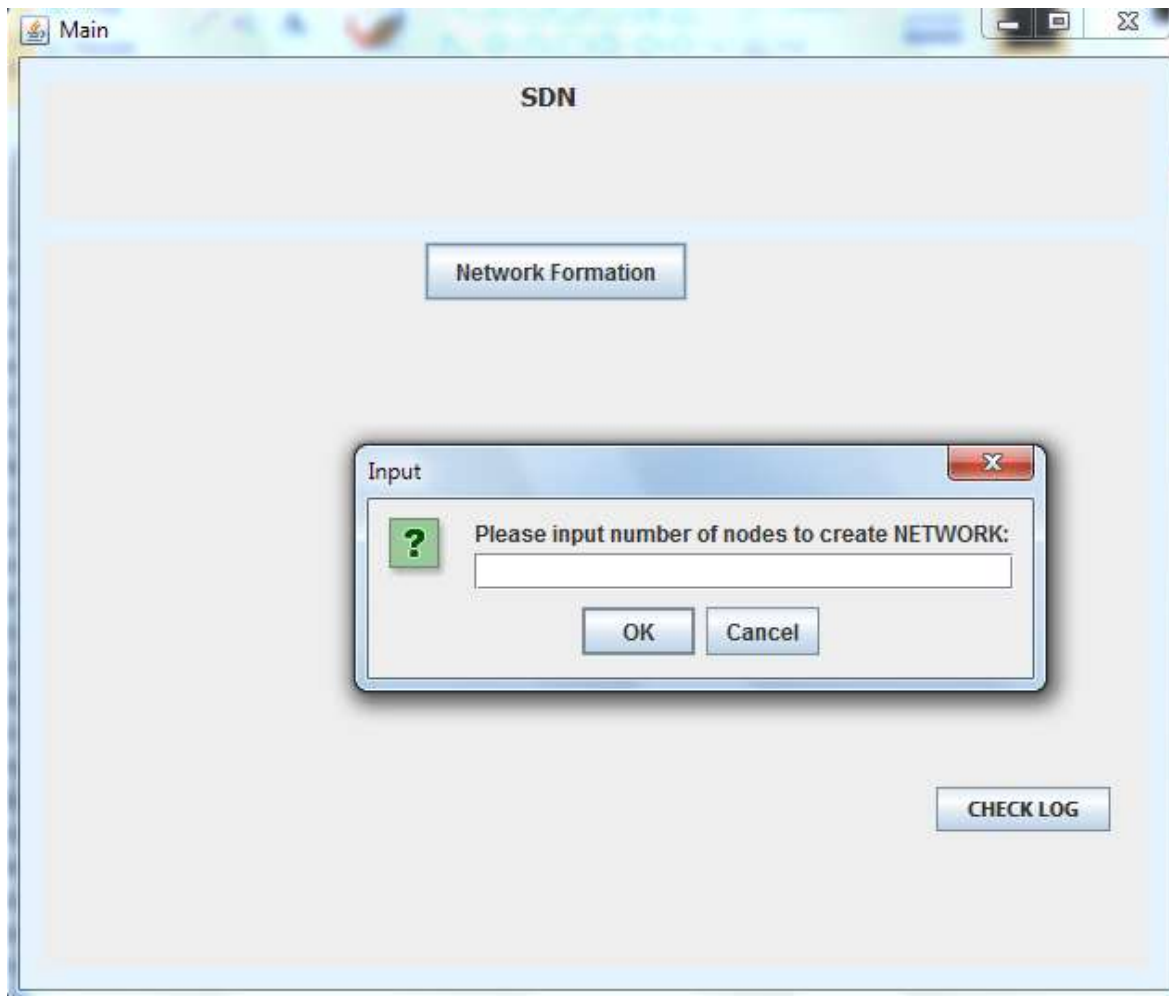 Main
SDN
Network Formation
Input
?
Please input number of nodes to create NETWORK:
OK
Cancel
CHECK LOG